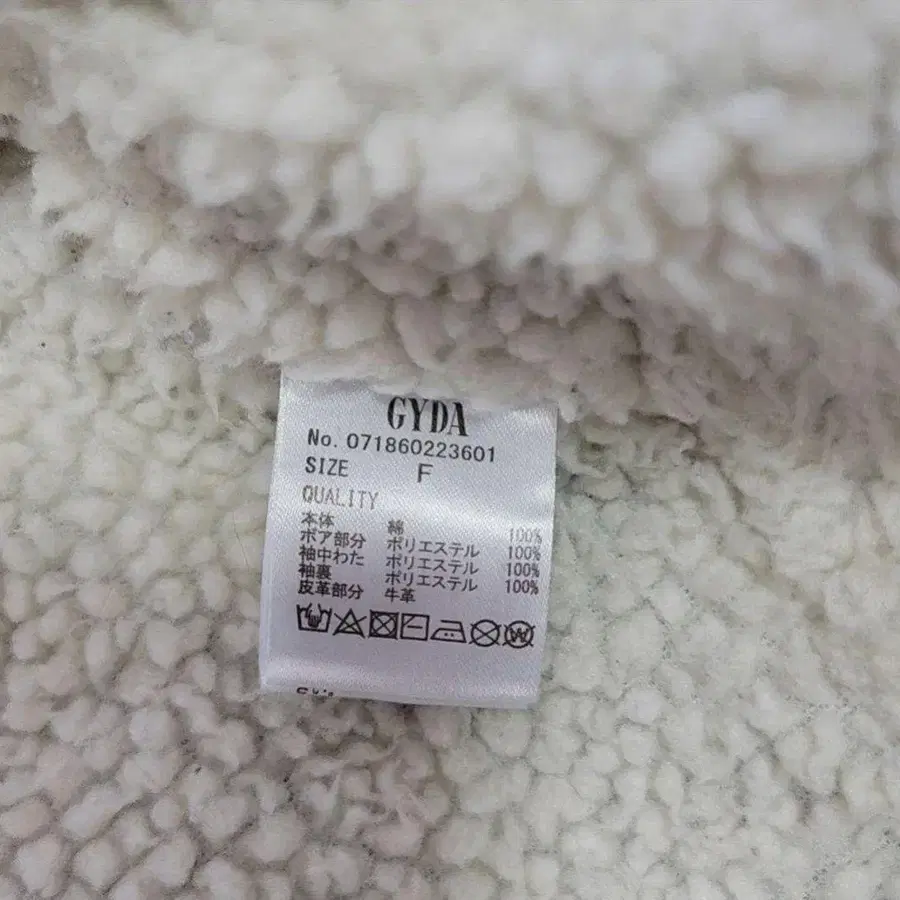 GYDA
No. 071860223601
SIZE F
QUALITY
本体 綿 100%
ボア部分 ポリエステル 100%
袖中わた ポリエステル 100%
袖裏 ポリエステル 100%
皮革部分 牛革